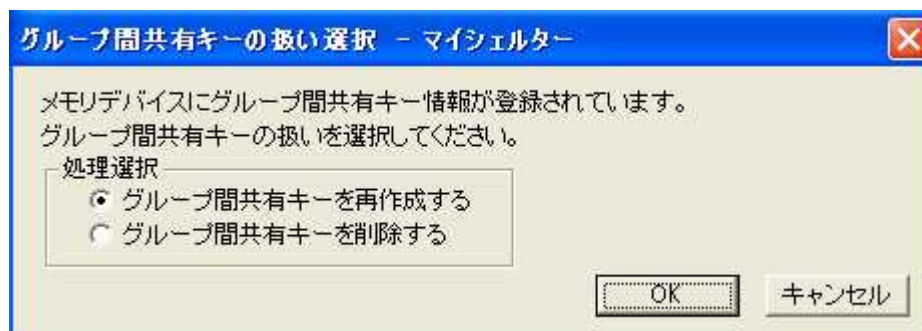 グループ間共有キーの扱い選択 － マイシェルター
メモリデバイスにグループ間共有キー情報が登録されています。
グループ間共有キーの扱いを選択してください。
処理選択
グループ間共有キーを再作成する
グループ間共有キーを削除する
OK キャンセル